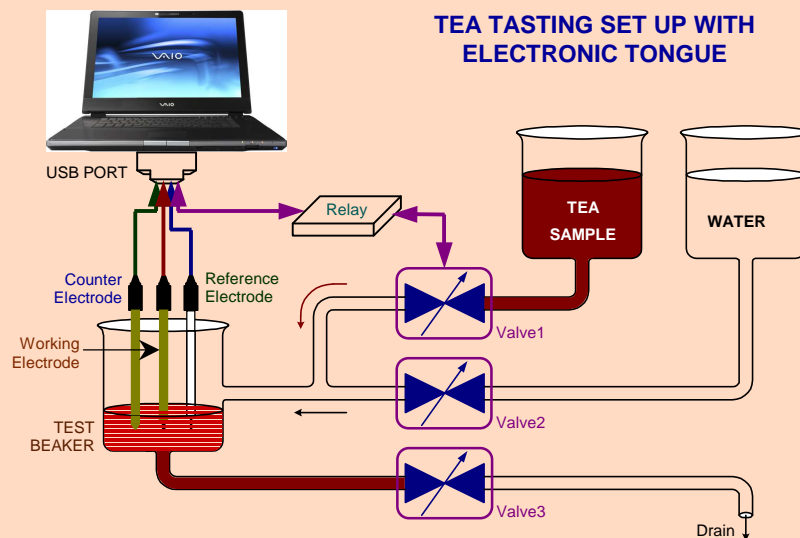 TEA TASTING SET UP WITH
ELECTRONIC TONGUE
VAIO
VAIO
USB PORT
Relay
TEA
SAMPLE
WATER
Counter
Electrode
Reference
Electrode
Valve1
Working
Electrode
Valve2
TEST
BEAKER
Valve3
Drain